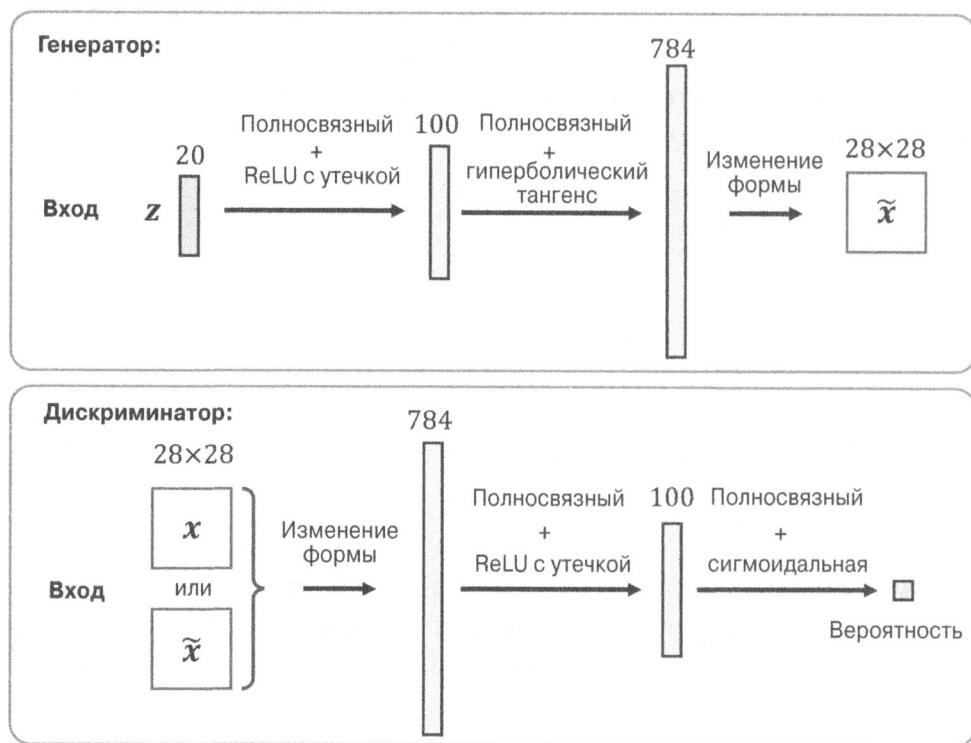 Генератор:
784
Полносвязный
+
ReLU с утечкой
100
Полносвязный
+
гиперболический
тангенс
20
Изменение
формы
28×28
Вход
z
x̃
Дискриминатор:
784
28×28
x
или
x̃
Вход
Изменение
формы
Полносвязный
+
ReLU с утечкой
100
Полносвязный
+
сигмоидальная
Вероятность